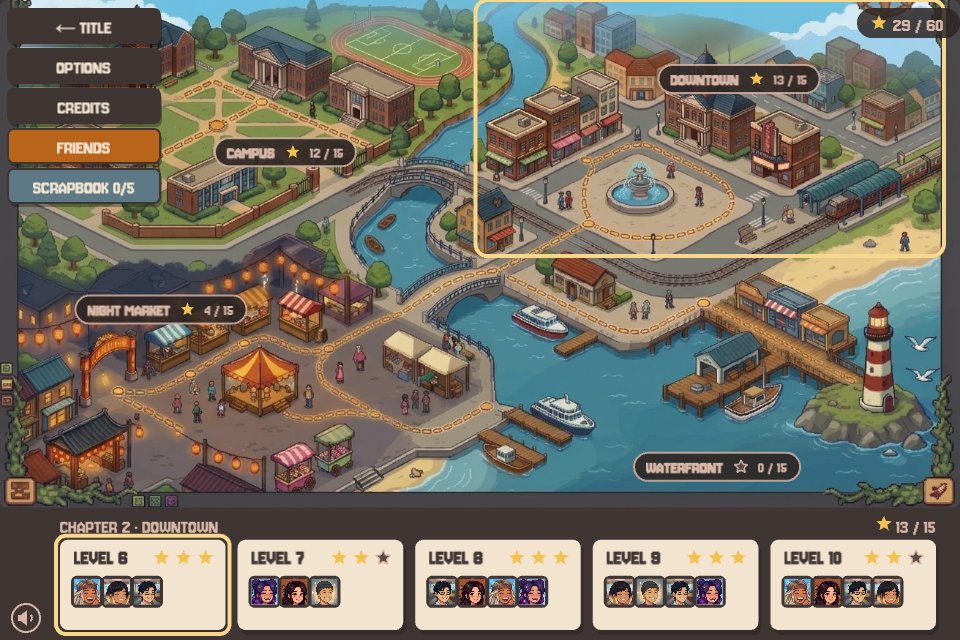 ← TITLE
OPTIONS
CREDITS
FRIENDS
SCRAPBOOK 0/5
29 / 60
DOWNTOWN 13 / 15
CAMPUS 12 / 15
NIGHT MARKET 4 / 15
WATERFRONT 0 / 15
CHAPTER 2 · DOWNTOWN
13 / 15
LEVEL 6
LEVEL 7
LEVEL 8
LEVEL 9
LEVEL 10